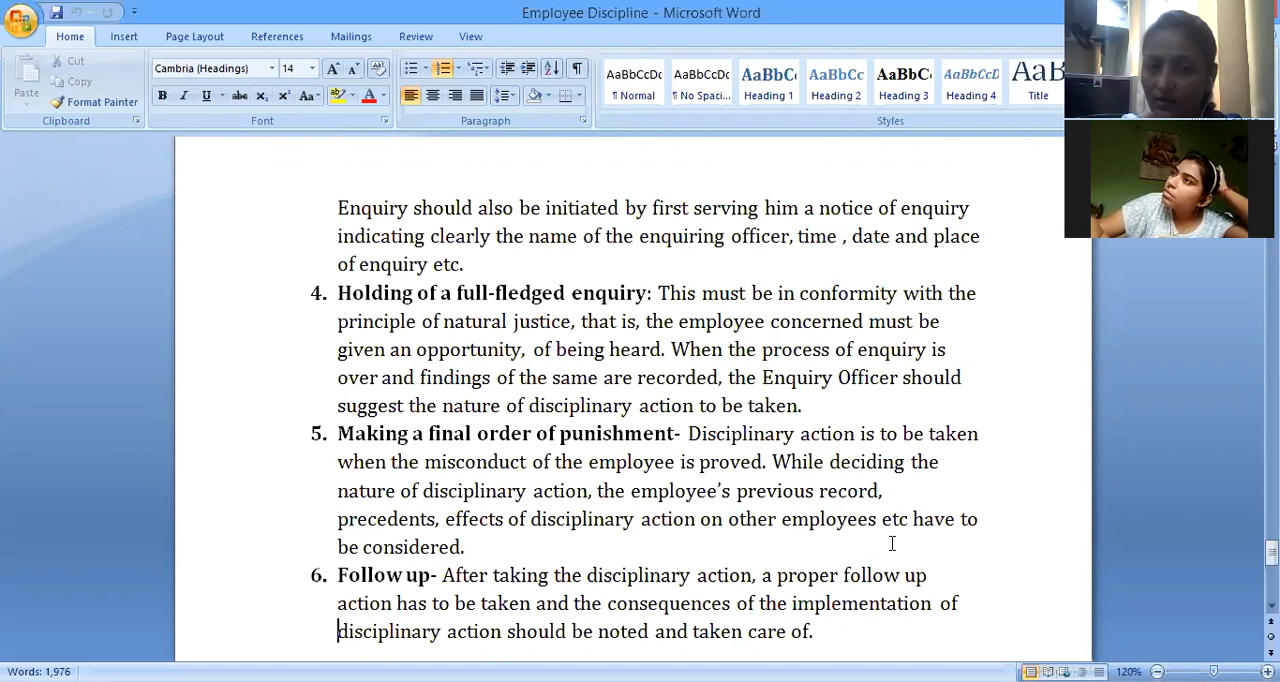 Employee Discipline - Microsoft Word
Home Insert Page Layout References Mailings Review View
Cut
Copy
Format Painter
Paste
Clipboard
Cambria (Headings) 14
Font
Paragraph
AaBbCcDc AaBbCcDc AaBbC AaBbCc AaBbCc AaBbCcD AaB
¶ Normal ¶ No Spaci... Heading 1 Heading 2 Heading 3 Heading 4 Title
Styles
Enquiry should also be initiated by first serving him a notice of enquiry
indicating clearly the name of the enquiring officer, time , date and place
of enquiry etc.
4. Holding of a full-fledged enquiry: This must be in conformity with the
principle of natural justice, that is, the employee concerned must be
given an opportunity, of being heard. When the process of enquiry is
over and findings of the same are recorded, the Enquiry Officer should
suggest the nature of disciplinary action to be taken.
5. Making a final order of punishment- Disciplinary action is to be taken
when the misconduct of the employee is proved. While deciding the
nature of disciplinary action, the employee’s previous record,
precedents, effects of disciplinary action on other employees etc have to
be considered.
6. Follow up- After taking the disciplinary action, a proper follow up
action has to be taken and the consequences of the implementation of
disciplinary action should be noted and taken care of.
Words: 1,976
120%